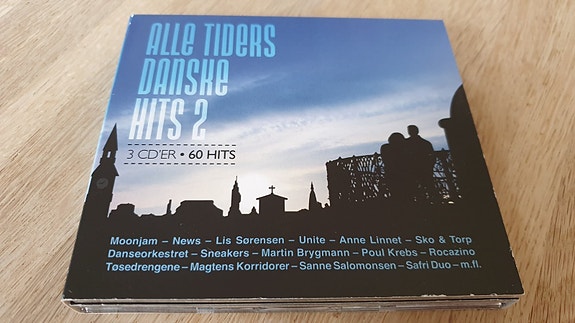 Alle Tiders
Danske
Hits 2
3 CD'ER • 60 HITS
Moonjam – News – Lis Sørensen – Unite – Anne Linnet – Sko & Torp
Danseorkestret – Sneakers – Martin Brygmann – Poul Krebs – Rocazino
Tøsedrengene – Magtens Korridorer – Sanne Salomonsen – Safri Duo – m.fl.